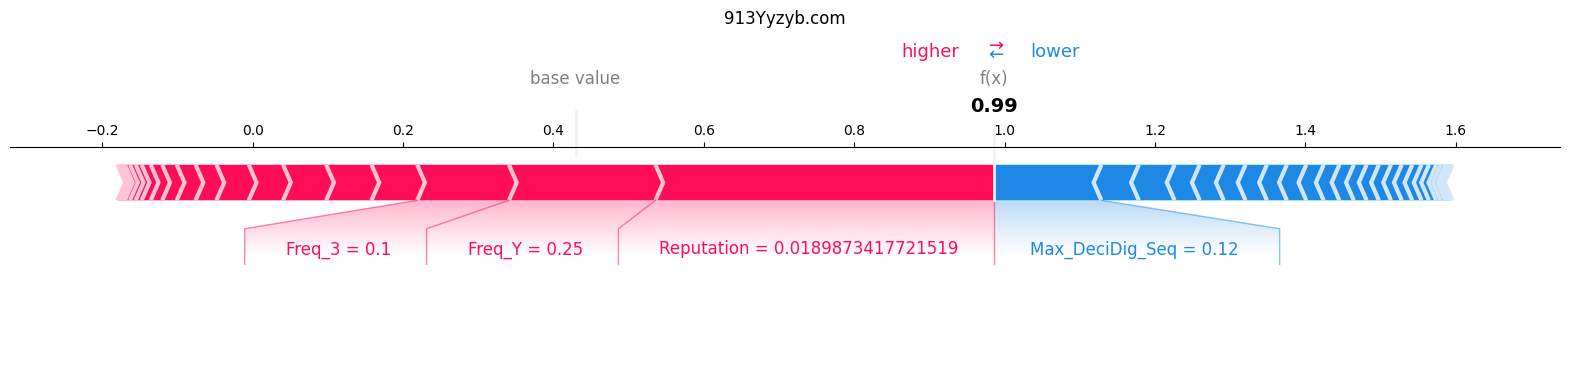 913Yyzyb.com
higher ⇄ lower
base value f(x)
0.99
−0.2 0.0 0.2 0.4 0.6 0.8 1.0 1.2 1.4 1.6
Freq_3 = 0.1 Freq_Y = 0.25 Reputation = 0.0189873417721519 Max_DeciDig_Seq = 0.12